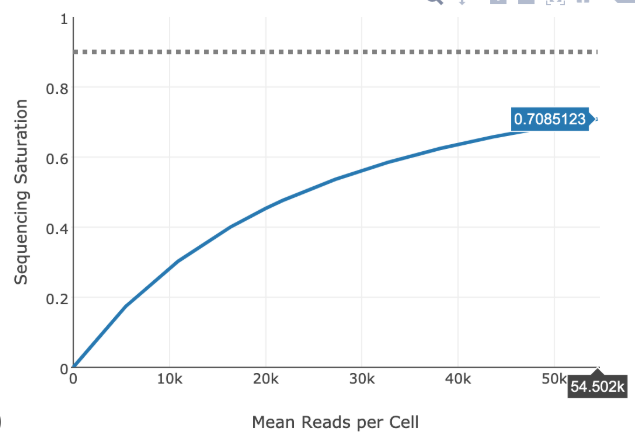 1
0.8
0.6
0.4
0.2
0
Sequencing Saturation
0.7085123
0
10k
20k
30k
40k
50k
54.502k
Mean Reads per Cell
)